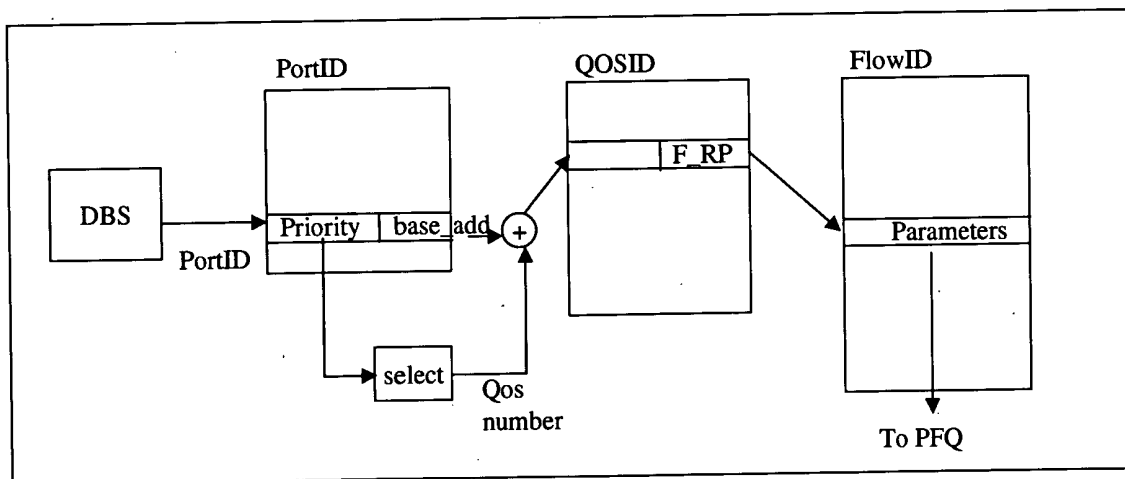 PortID
QOSID
FlowID
DBS
PortID
Priority
base_add
+
F_RP
Parameters
select
Qos
number
To PFQ